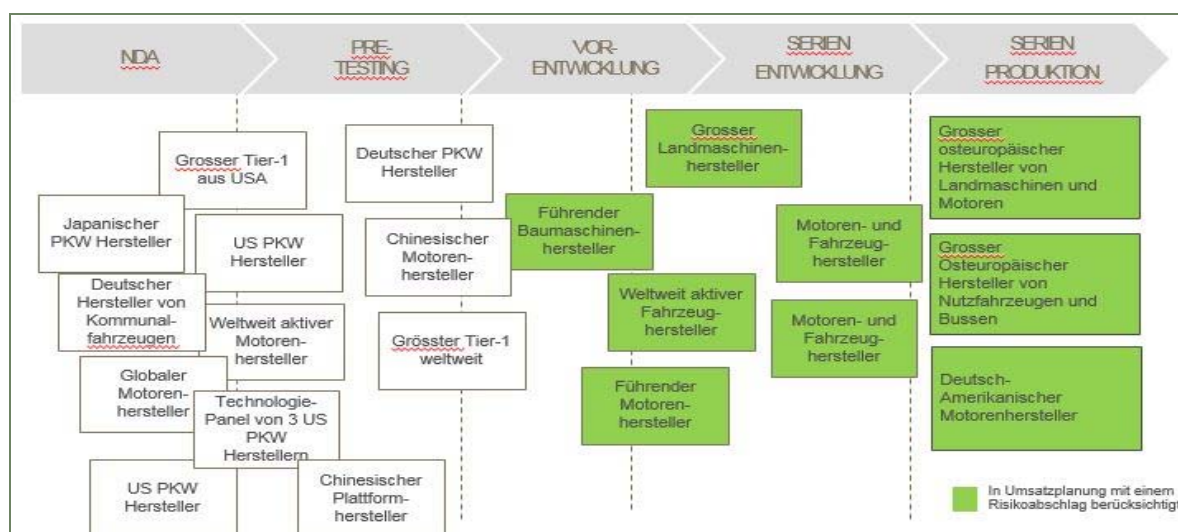 NDA
PRE-
TESTING
VOR-
ENTWICKLUNG
SERIEN
ENTWICKLUNG
SERIEN
PRODUKTION
Grosser Tier-1
aus USA
Japanischer
PKW Hersteller
US PKW
Hersteller
Deutscher
Hersteller von
Kommunal-
fahrzeugen
Weltweit aktiver
Motoren-
hersteller
Globaler
Motoren-
hersteller
Technologie-
Panel von 3 US
PKW
Herstellern
US PKW
Hersteller
Chinesischer
Plattform-
hersteller
Deutscher PKW
Hersteller
Chinesischer
Motoren-
hersteller
Grösster Tier-1
weltweit
Führender
Baumaschinen-
hersteller
Grosser
Landmaschinen-
hersteller
Weltweit aktiver
Fahrzeug-
hersteller
Führender
Motoren-
hersteller
Motoren- und
Fahrzeug-
hersteller
Motoren- und
Fahrzeug-
hersteller
Grosser
osteuropäischer
Hersteller von
Landmaschinen und
Motoren
Grosser
Osteuropäischer
Hersteller von
Nutzfahrzeugen und
Bussen
Deutsch-
Amerikanischer
Motorenhersteller
In Umsatzplanung mit einem
Risikoabschlag berücksichtigt